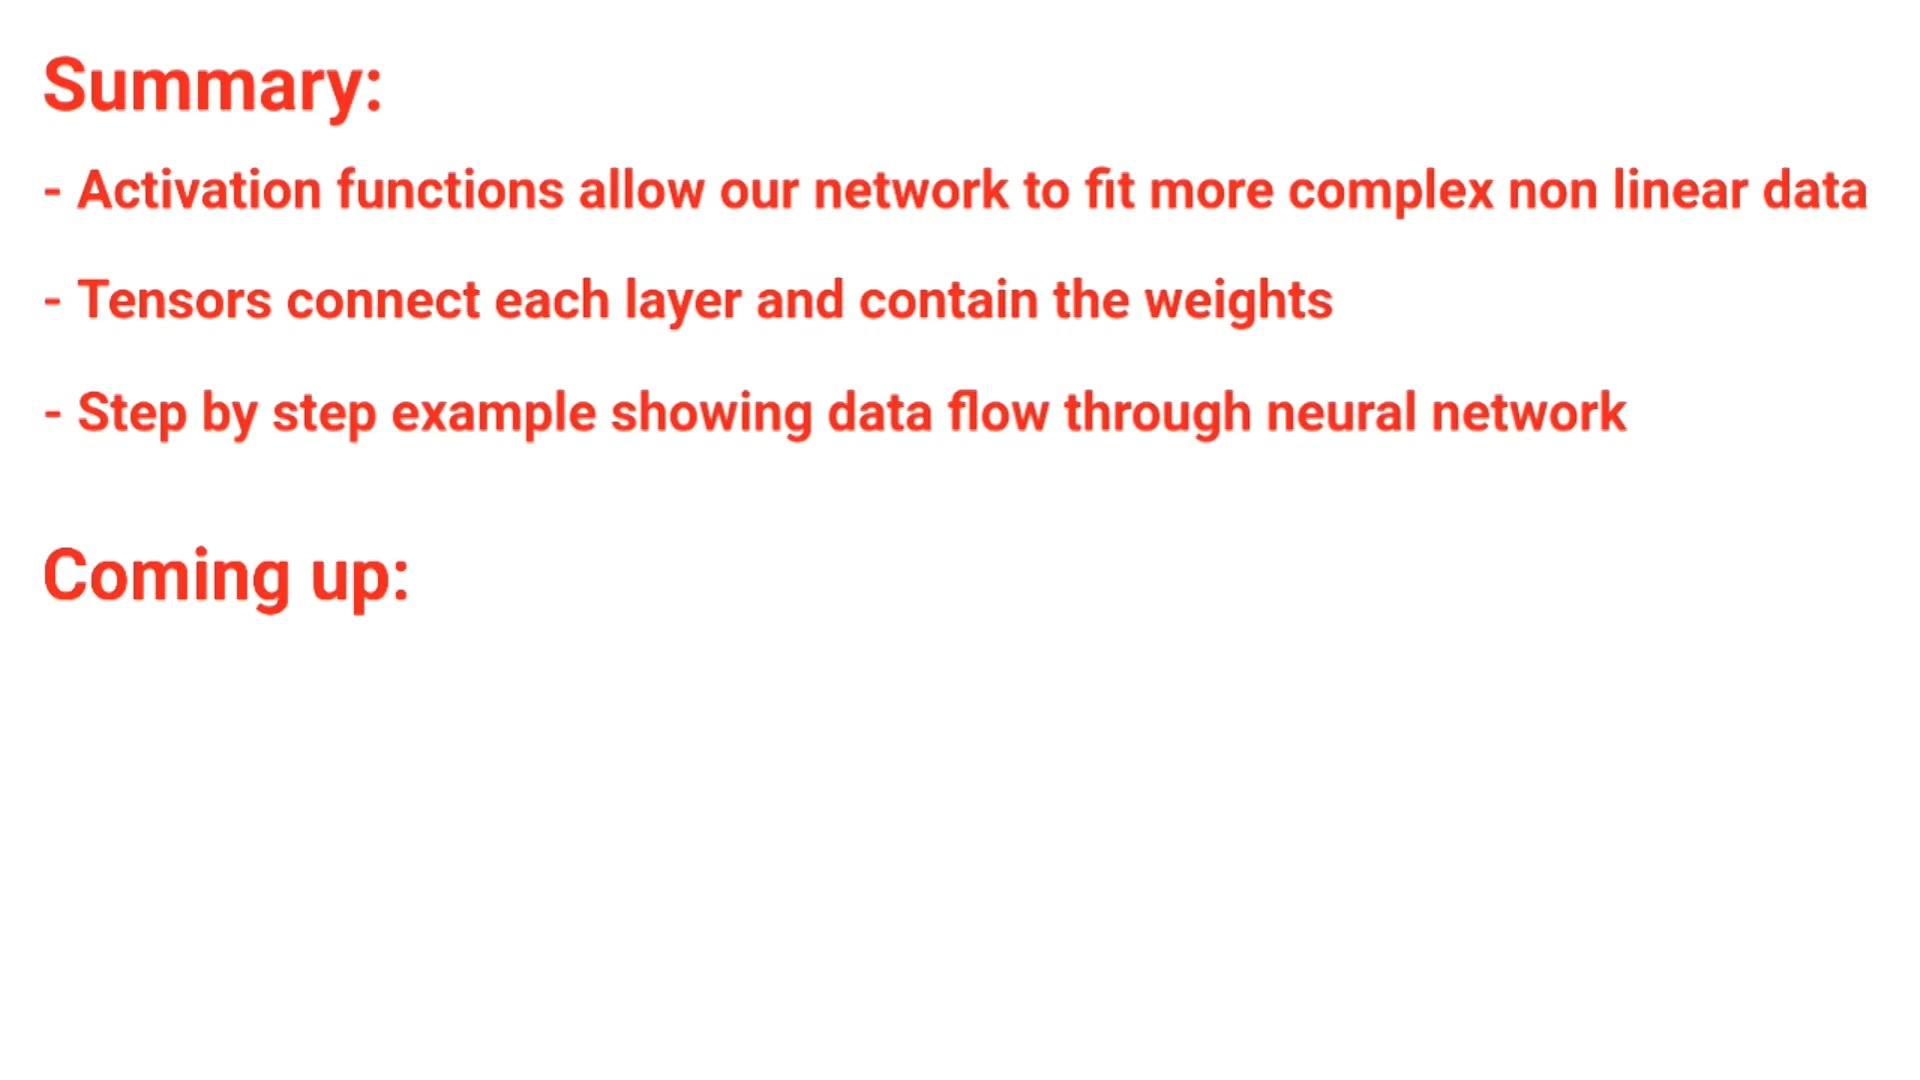 Summary:
- Activation functions allow our network to fit more complex non linear data
- Tensors connect each layer and contain the weights
- Step by step example showing data flow through neural network
Coming up: